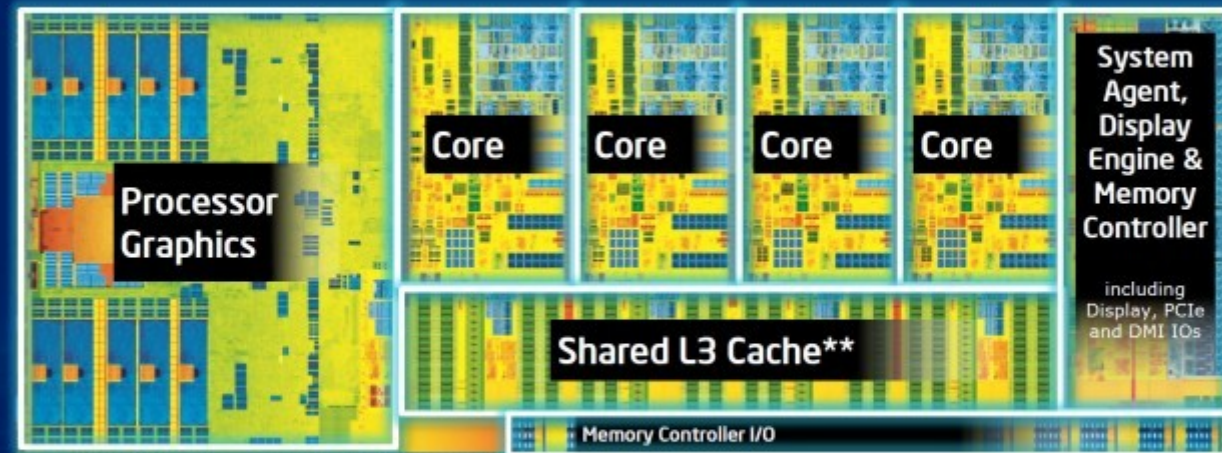 Processor
Graphics
Core
Core
Core
Core
System
Agent,
Display
Engine &
Memory
Controller
including
Display, PCIe
and DMI IOs
Shared L3 Cache**
Memory Controller I/O